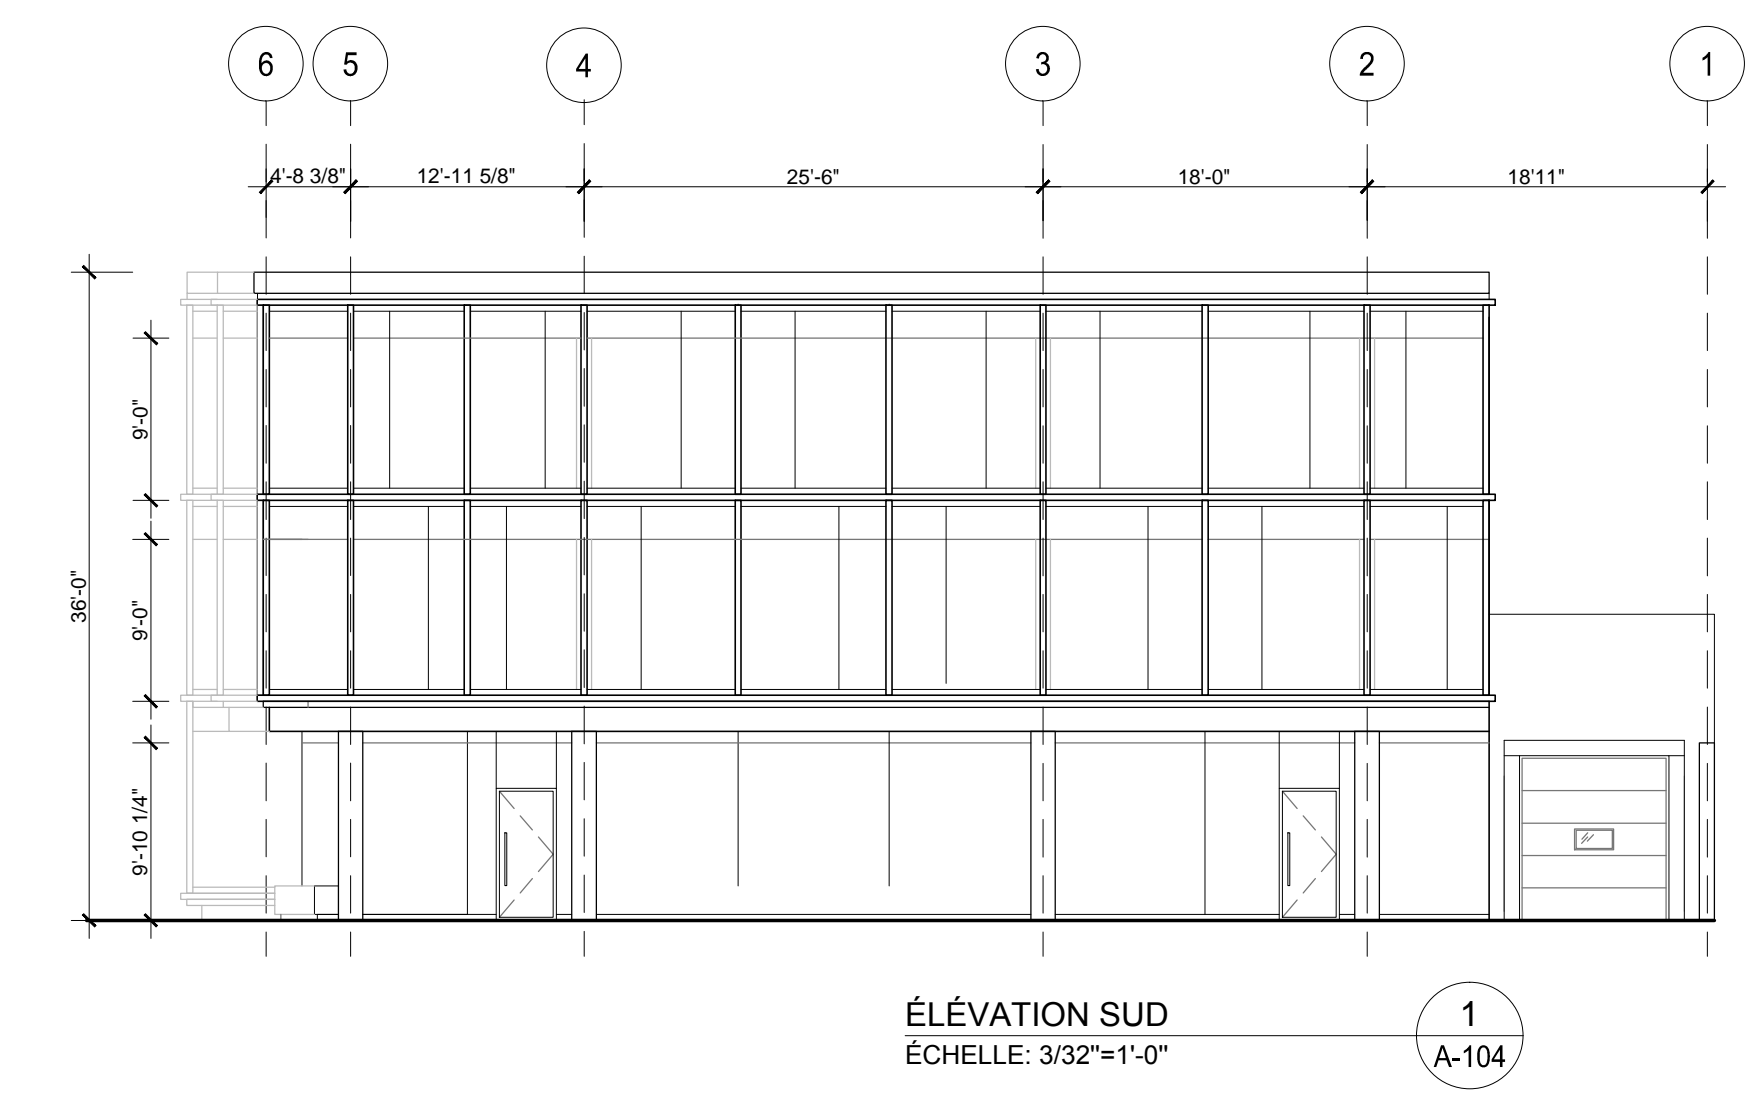 6 5 4 3 2 1
4'-8 3/8" 12'-11 5/8" 25'-6" 18'-0" 18'11"
9'-0"
36'-0"
9'-0"
9'-10 1/4"
ÉLÉVATION SUD
ÉCHELLE: 3/32"=1'-0"
1
A-104